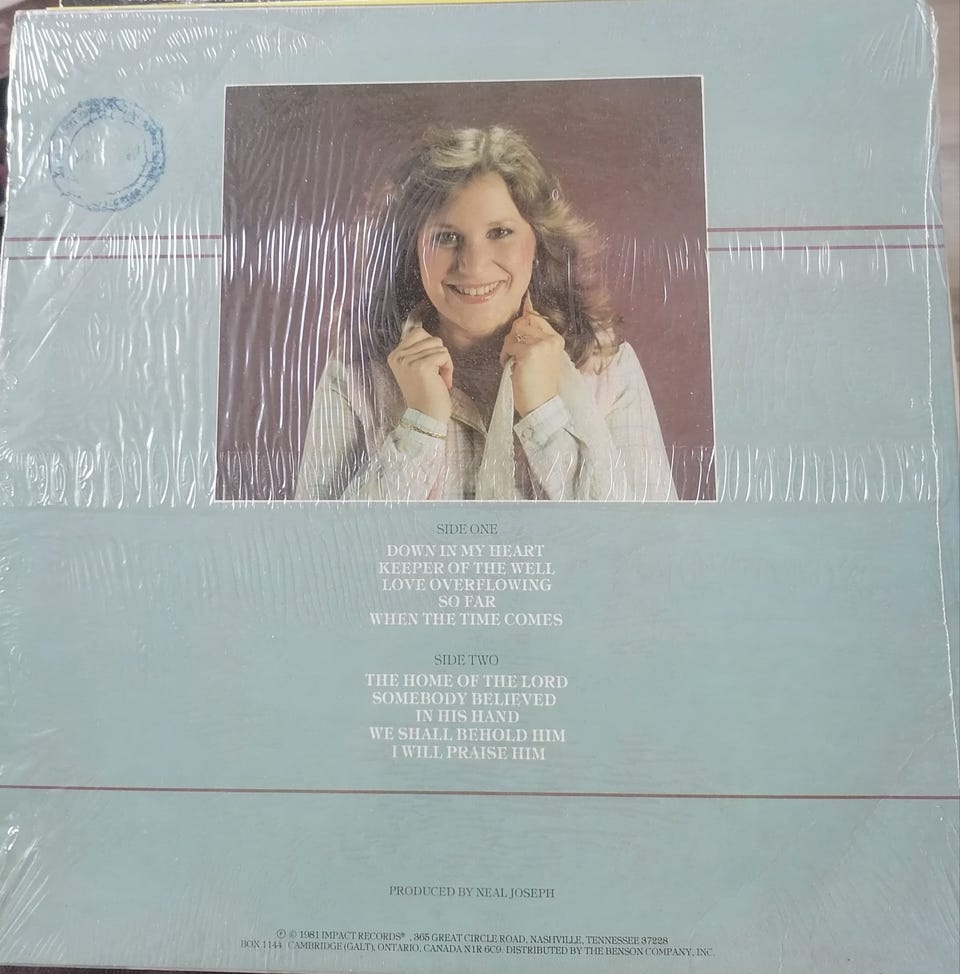 SIDE ONE
DOWN IN MY HEART
KEEPER OF THE WELL
LOVE OVERFLOWING
SO FAR
WHEN THE TIME COMES
SIDE TWO
THE HOME OF THE LORD
SOMEBODY BELIEVED
IN HIS HAND
WE SHALL BEHOLD HIM
I WILL PRAISE HIM
PRODUCED BY NEAL JOSEPH
℗ © 1981 IMPACT RECORDS®, 365 GREAT CIRCLE ROAD, NASHVILLE, TENNESSEE 37228
BOX 1144 CAMBRIDGE (GALT), ONTARIO, CANADA N1R 6C9. DISTRIBUTED BY THE BENSON COMPANY, INC.